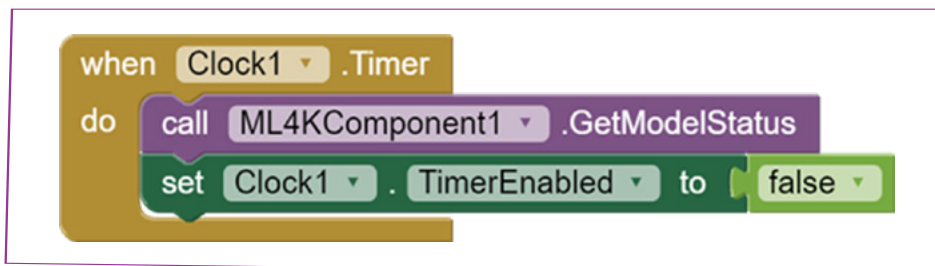 when Clock1 .Timer
do call ML4KComponent1 .GetModelStatus
set Clock1 . TimerEnabled to false